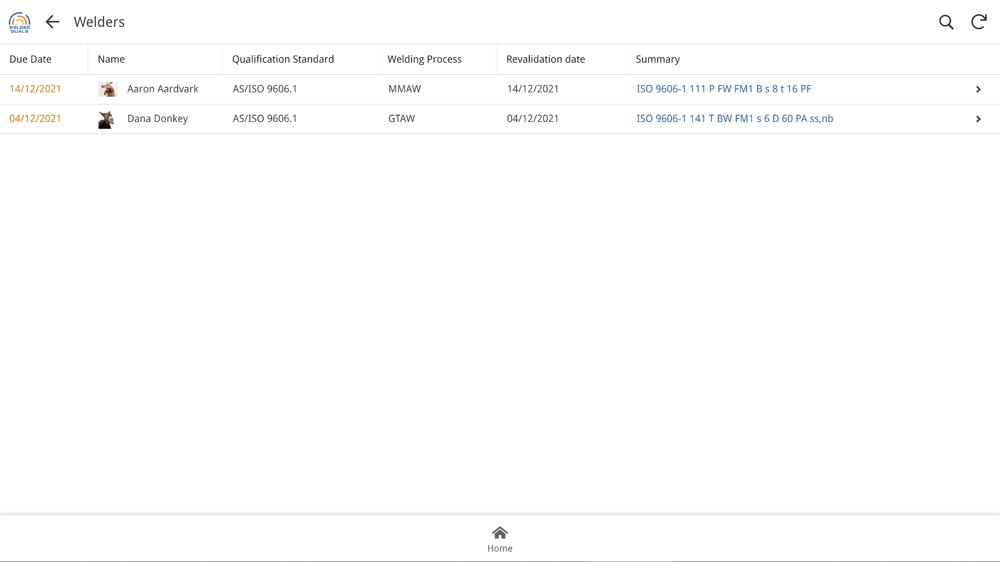 WELDER
QUALS
Welders
Due Date Name Qualification Standard Welding Process Revalidation date Summary
14/12/2021 Aaron Aardvark AS/ISO 9606.1 MMAW 14/12/2021 ISO 9606-1 111 P FW FM1 B s 8 t 16 PF
04/12/2021 Dana Donkey AS/ISO 9606.1 GTAW 04/12/2021 ISO 9606-1 141 T BW FM1 s 6 D 60 PA ss,nb
Home